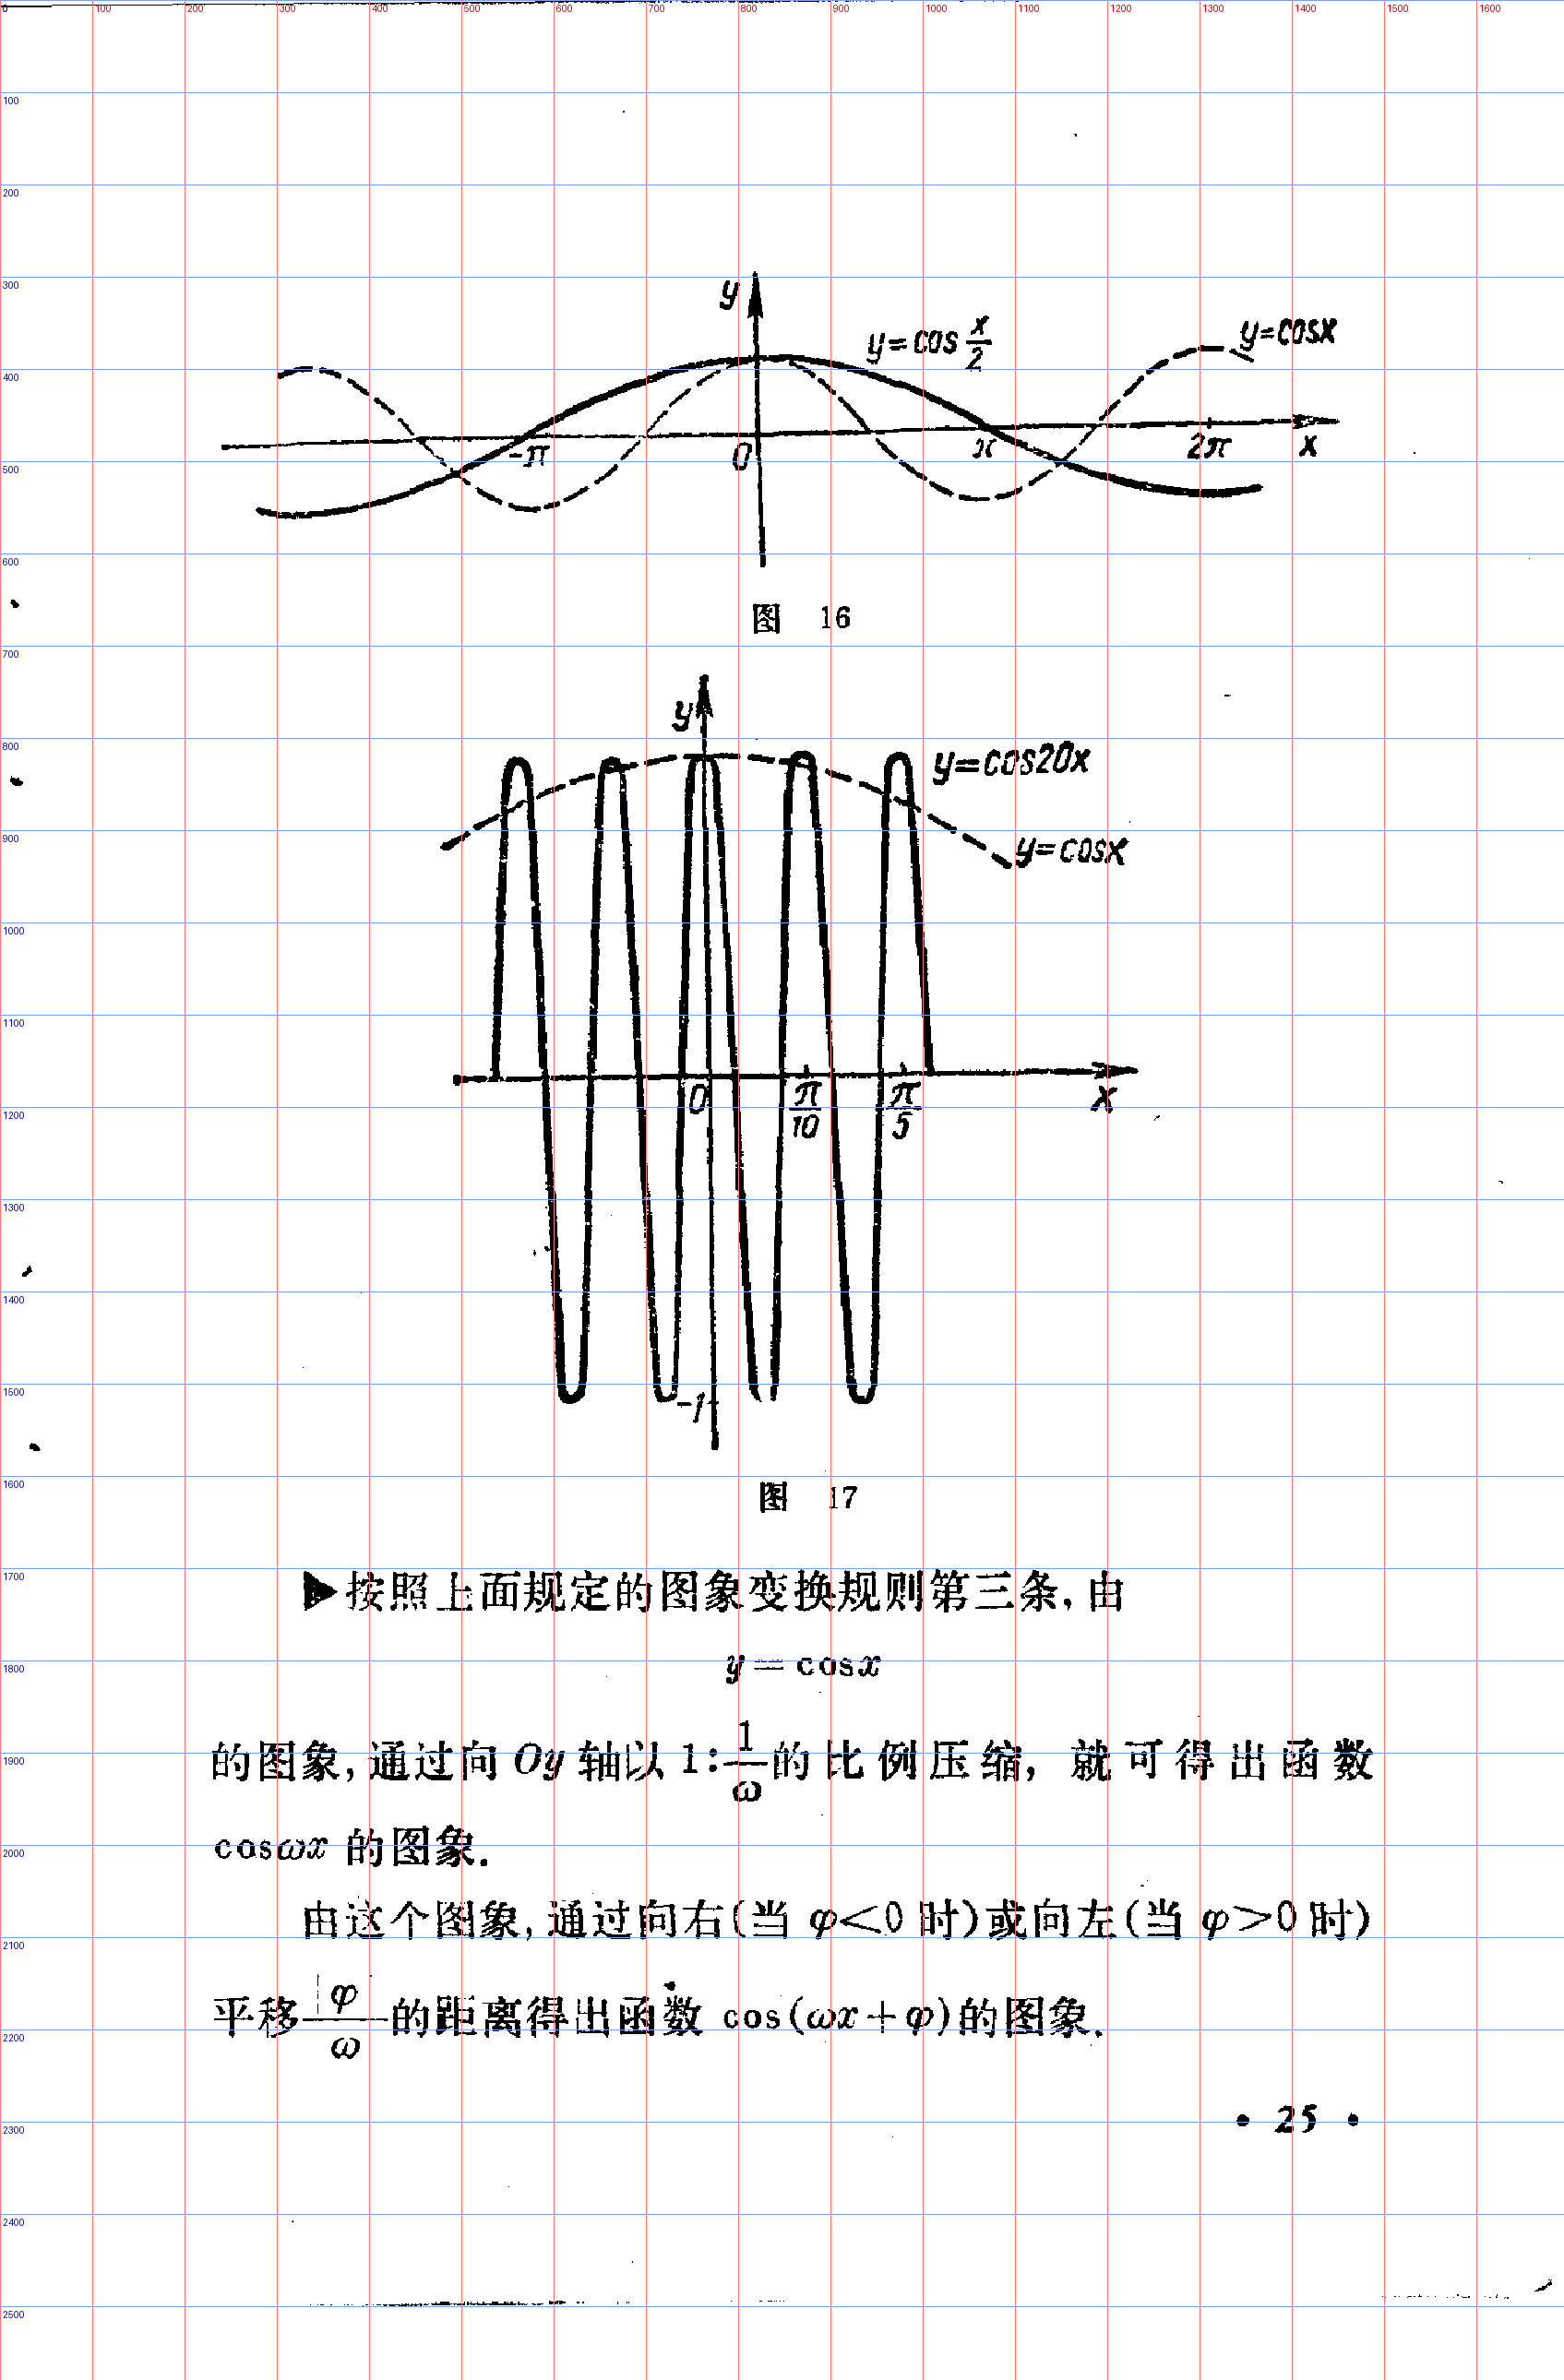 y
y=cos x/2
y=cosx
-π
0
π
2π
x
图 16
y
y=cos20x
y=cosx
0
π/10
π/5
x
-1
图 17
▶按照上面规定的图象变换规则第三条,由
y=cosx
的图象,通过向 Oy 轴以 1:1/ω的比例压缩,就可得出函数
cosωx 的图象.
由这个图象,通过向右(当 φ<0 时)或向左(当 φ>0 时)
平移|φ|/ω的距离得出函数 cos(ωx+φ)的图象.
• 25 •